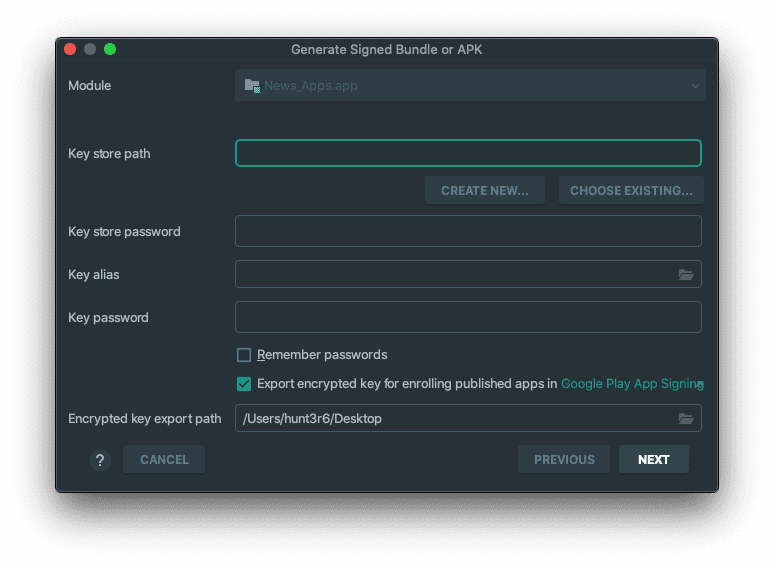 Generate Signed Bundle or APK
Module News_Apps.app
Key store path
CREATE NEW... CHOOSE EXISTING...
Key store password
Key alias
Key password
Remember passwords
Export encrypted key for enrolling published apps in Google Play App Signing
Encrypted key export path /Users/hunt3r6/Desktop
? CANCEL PREVIOUS NEXT